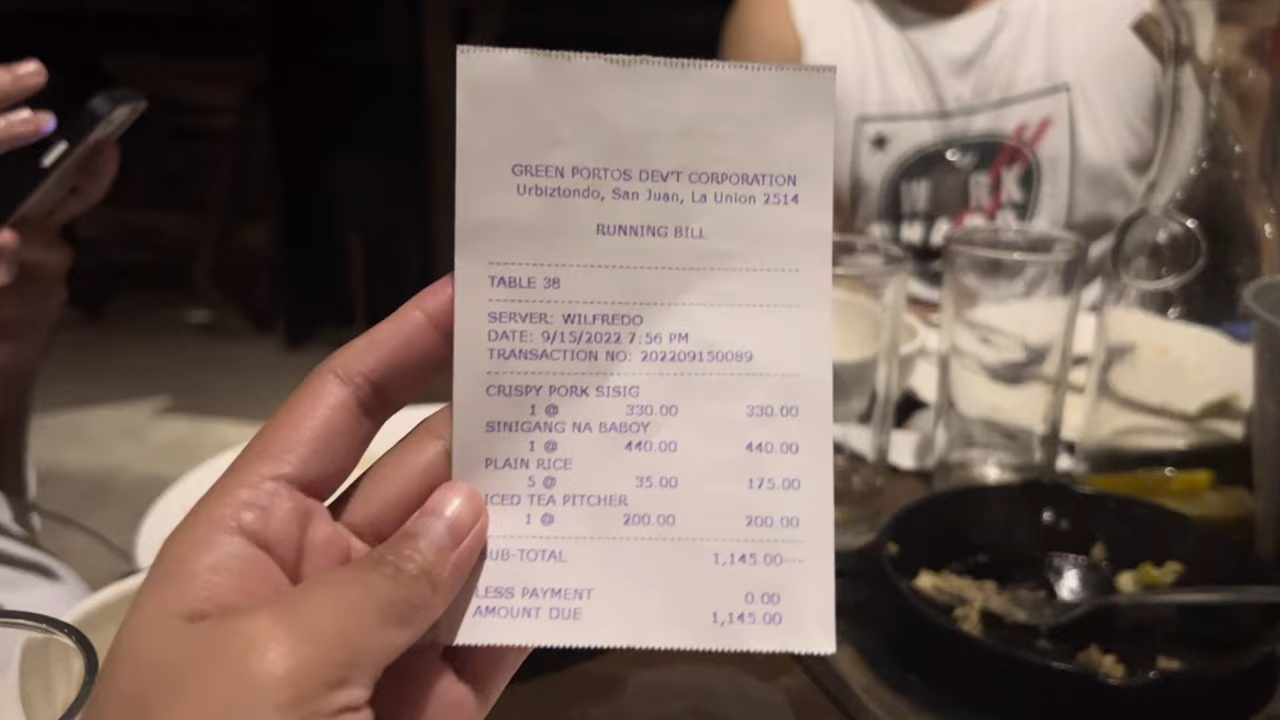 GREEN PORTOS DEV'T CORPORATION
Urbiztondo, San Juan, La Union 2514
RUNNING BILL
TABLE 38
SERVER: WILFREDO
DATE: 9/15/2022 7:56 PM
TRANSACTION NO: 202209150089
CRISPY PORK SISIG
1 @ 330.00 330.00
SINIGANG NA BABOY
1 @ 440.00 440.00
PLAIN RICE
5 @ 35.00 175.00
ICED TEA PITCHER
1 @ 200.00 200.00
SUB-TOTAL 1,145.00
LESS PAYMENT 0.00
AMOUNT DUE 1,145.00